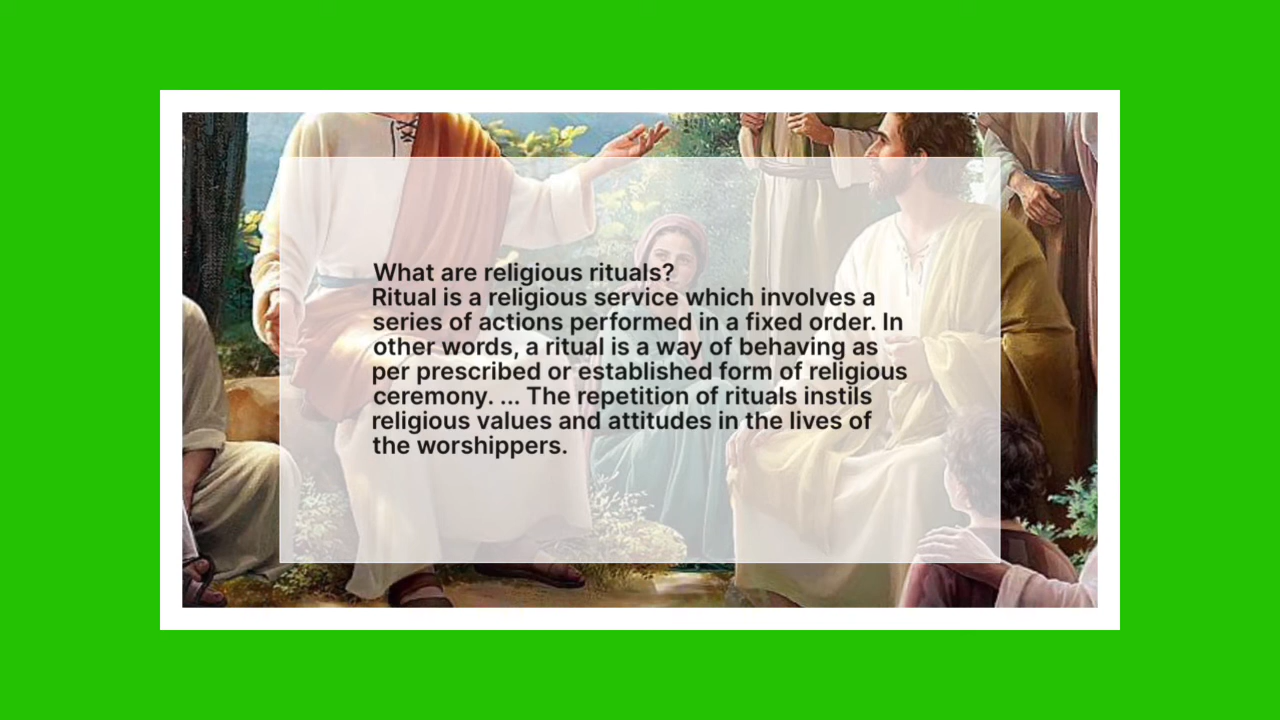 What are religious rituals?
Ritual is a religious service which involves a
series of actions performed in a fixed order. In
other words, a ritual is a way of behaving as
per prescribed or established form of religious
ceremony. ... The repetition of rituals instils
religious values and attitudes in the lives of
the worshippers.